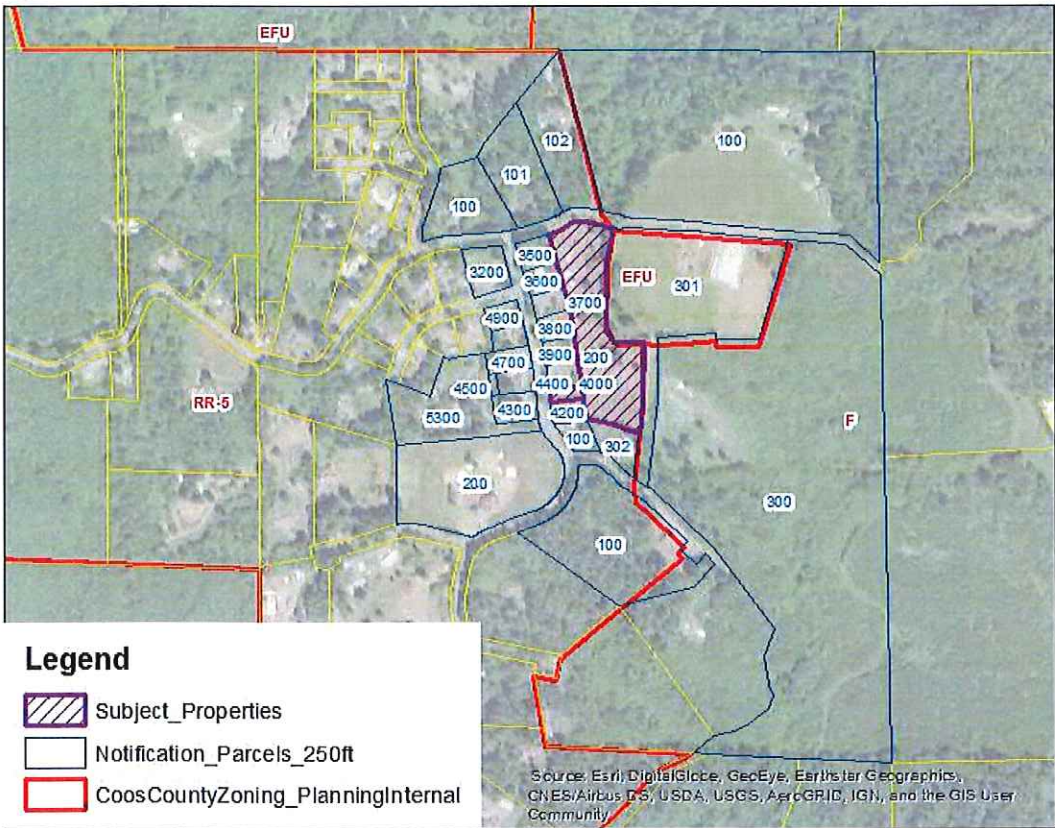 EFU
102
100
101
100
3500
3200
3600
EFU
301
3700
4900
3800
3900
200
4700
4400
4000
4500
RR-5
5300
4300
4200
F
100
302
200
300
100
Legend
Subject_Properties
Notification_Parcels_250ft
CoosCountyZoning_PlanningInternal
Source: Esri, DigitalGlobe, GeoEye, Earthstar Geographics,
CNES/Airbus DS, USDA, USGS, AeroGRID, IGN, and the GIS User
Community